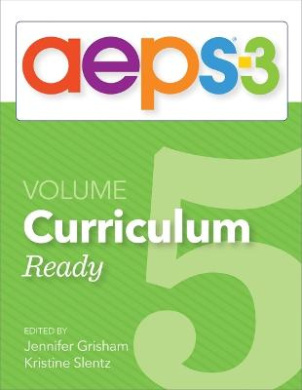 aeps®-3
VOLUME
5
Curriculum
Ready
EDITED BY
Jennifer Grisham
Kristine Slentz